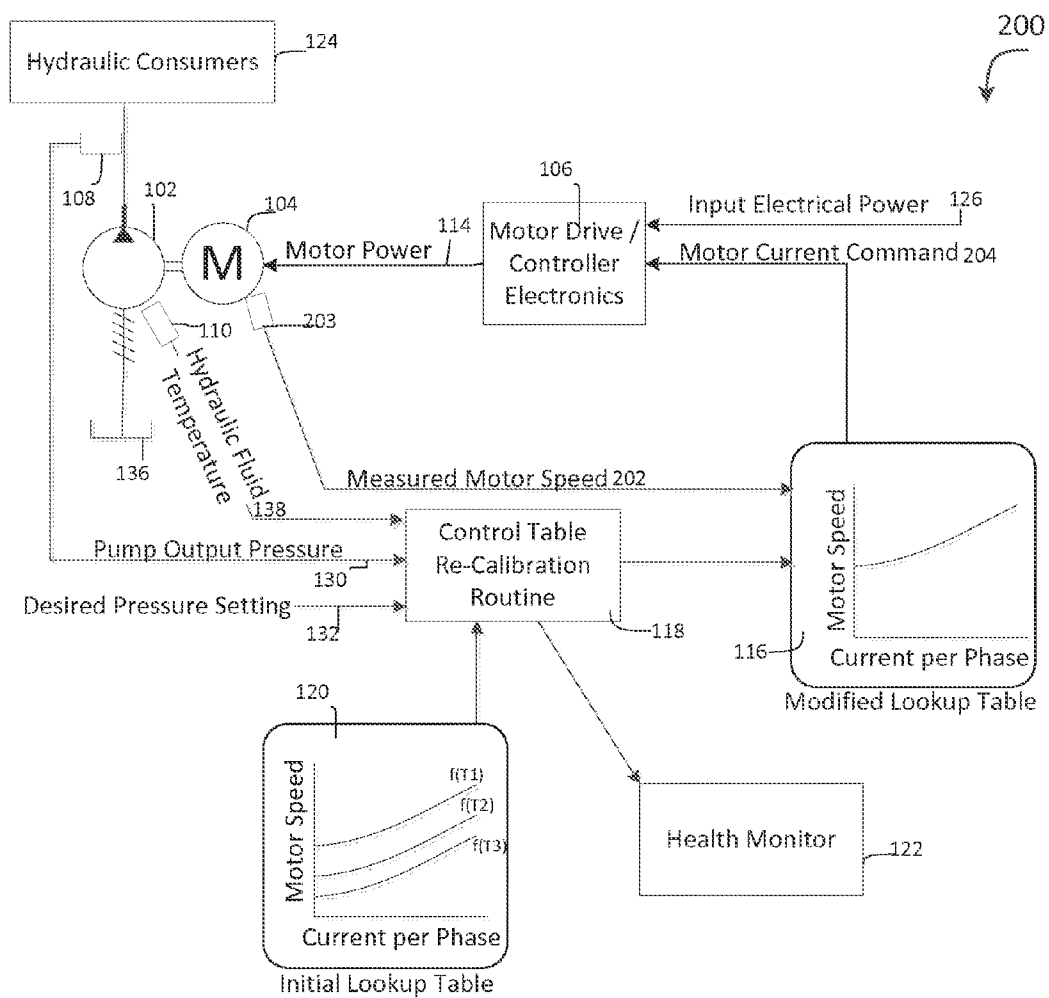 200
Hydraulic Consumers
124
108
102
104
M
114
Motor Power
106
Motor Drive /
Controller
Electronics
Input Electrical Power
126
Motor Current Command 204
203
110
Hydraulic Fluid
Temperature
138
136
Measured Motor Speed 202
Pump Output Pressure
130
Desired Pressure Setting
132
Control Table
Re-Calibration
Routine
118
Motor Speed
116
Current per Phase
Modified Lookup Table
120
Motor Speed
f(T1)
f(T2)
f(T3)
Current per Phase
Initial Lookup Table
Health Monitor
122